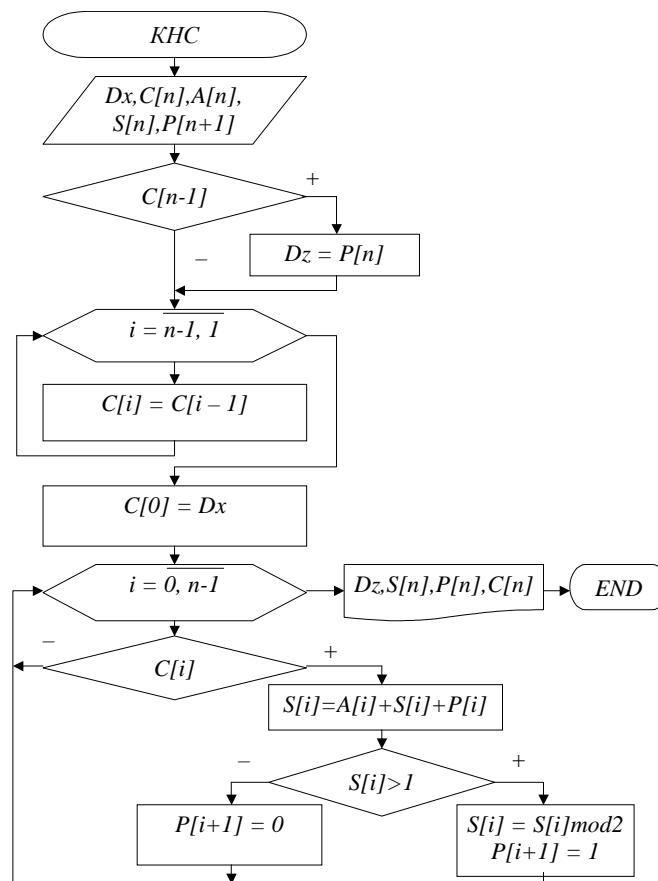 КНС
Dx,C[n],A[n],
S[n],P[n+1]
C[n-1]
+
–
Dz = P[n]
i = n-1, 1
C[i] = C[i – 1]
C[0] = Dx
i = 0, n-1
Dz,S[n],P[n],C[n]
END
–
C[i]
+
S[i]=A[i]+S[i]+P[i]
–
S[i]>1
+
P[i+1] = 0
S[i] = S[i]mod2
P[i+1] = 1